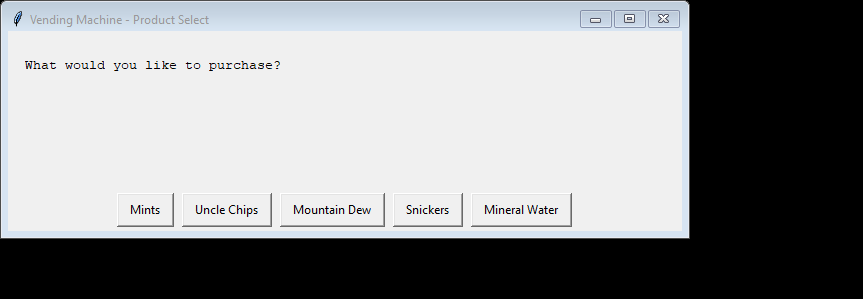 Vending Machine - Product Select
What would you like to purchase?
Mints Uncle Chips Mountain Dew Snickers Mineral Water